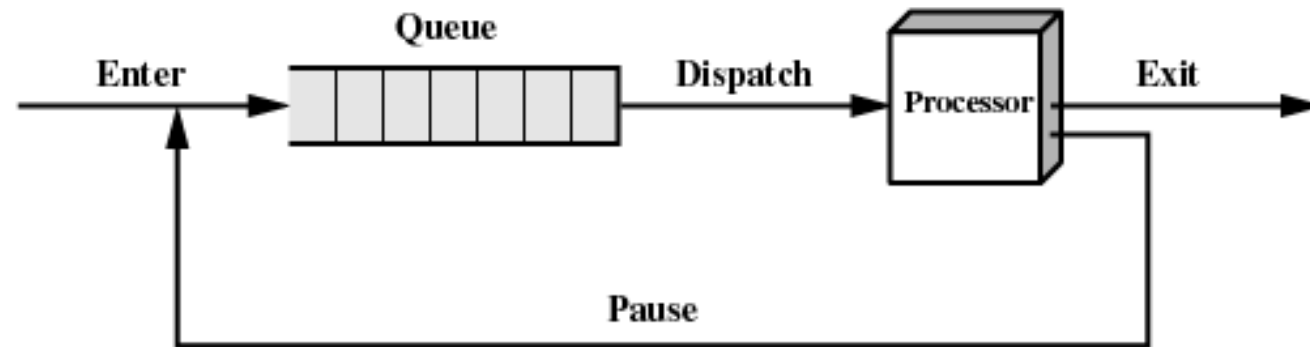 Queue
Enter
Dispatch
Processor
Exit
Pause